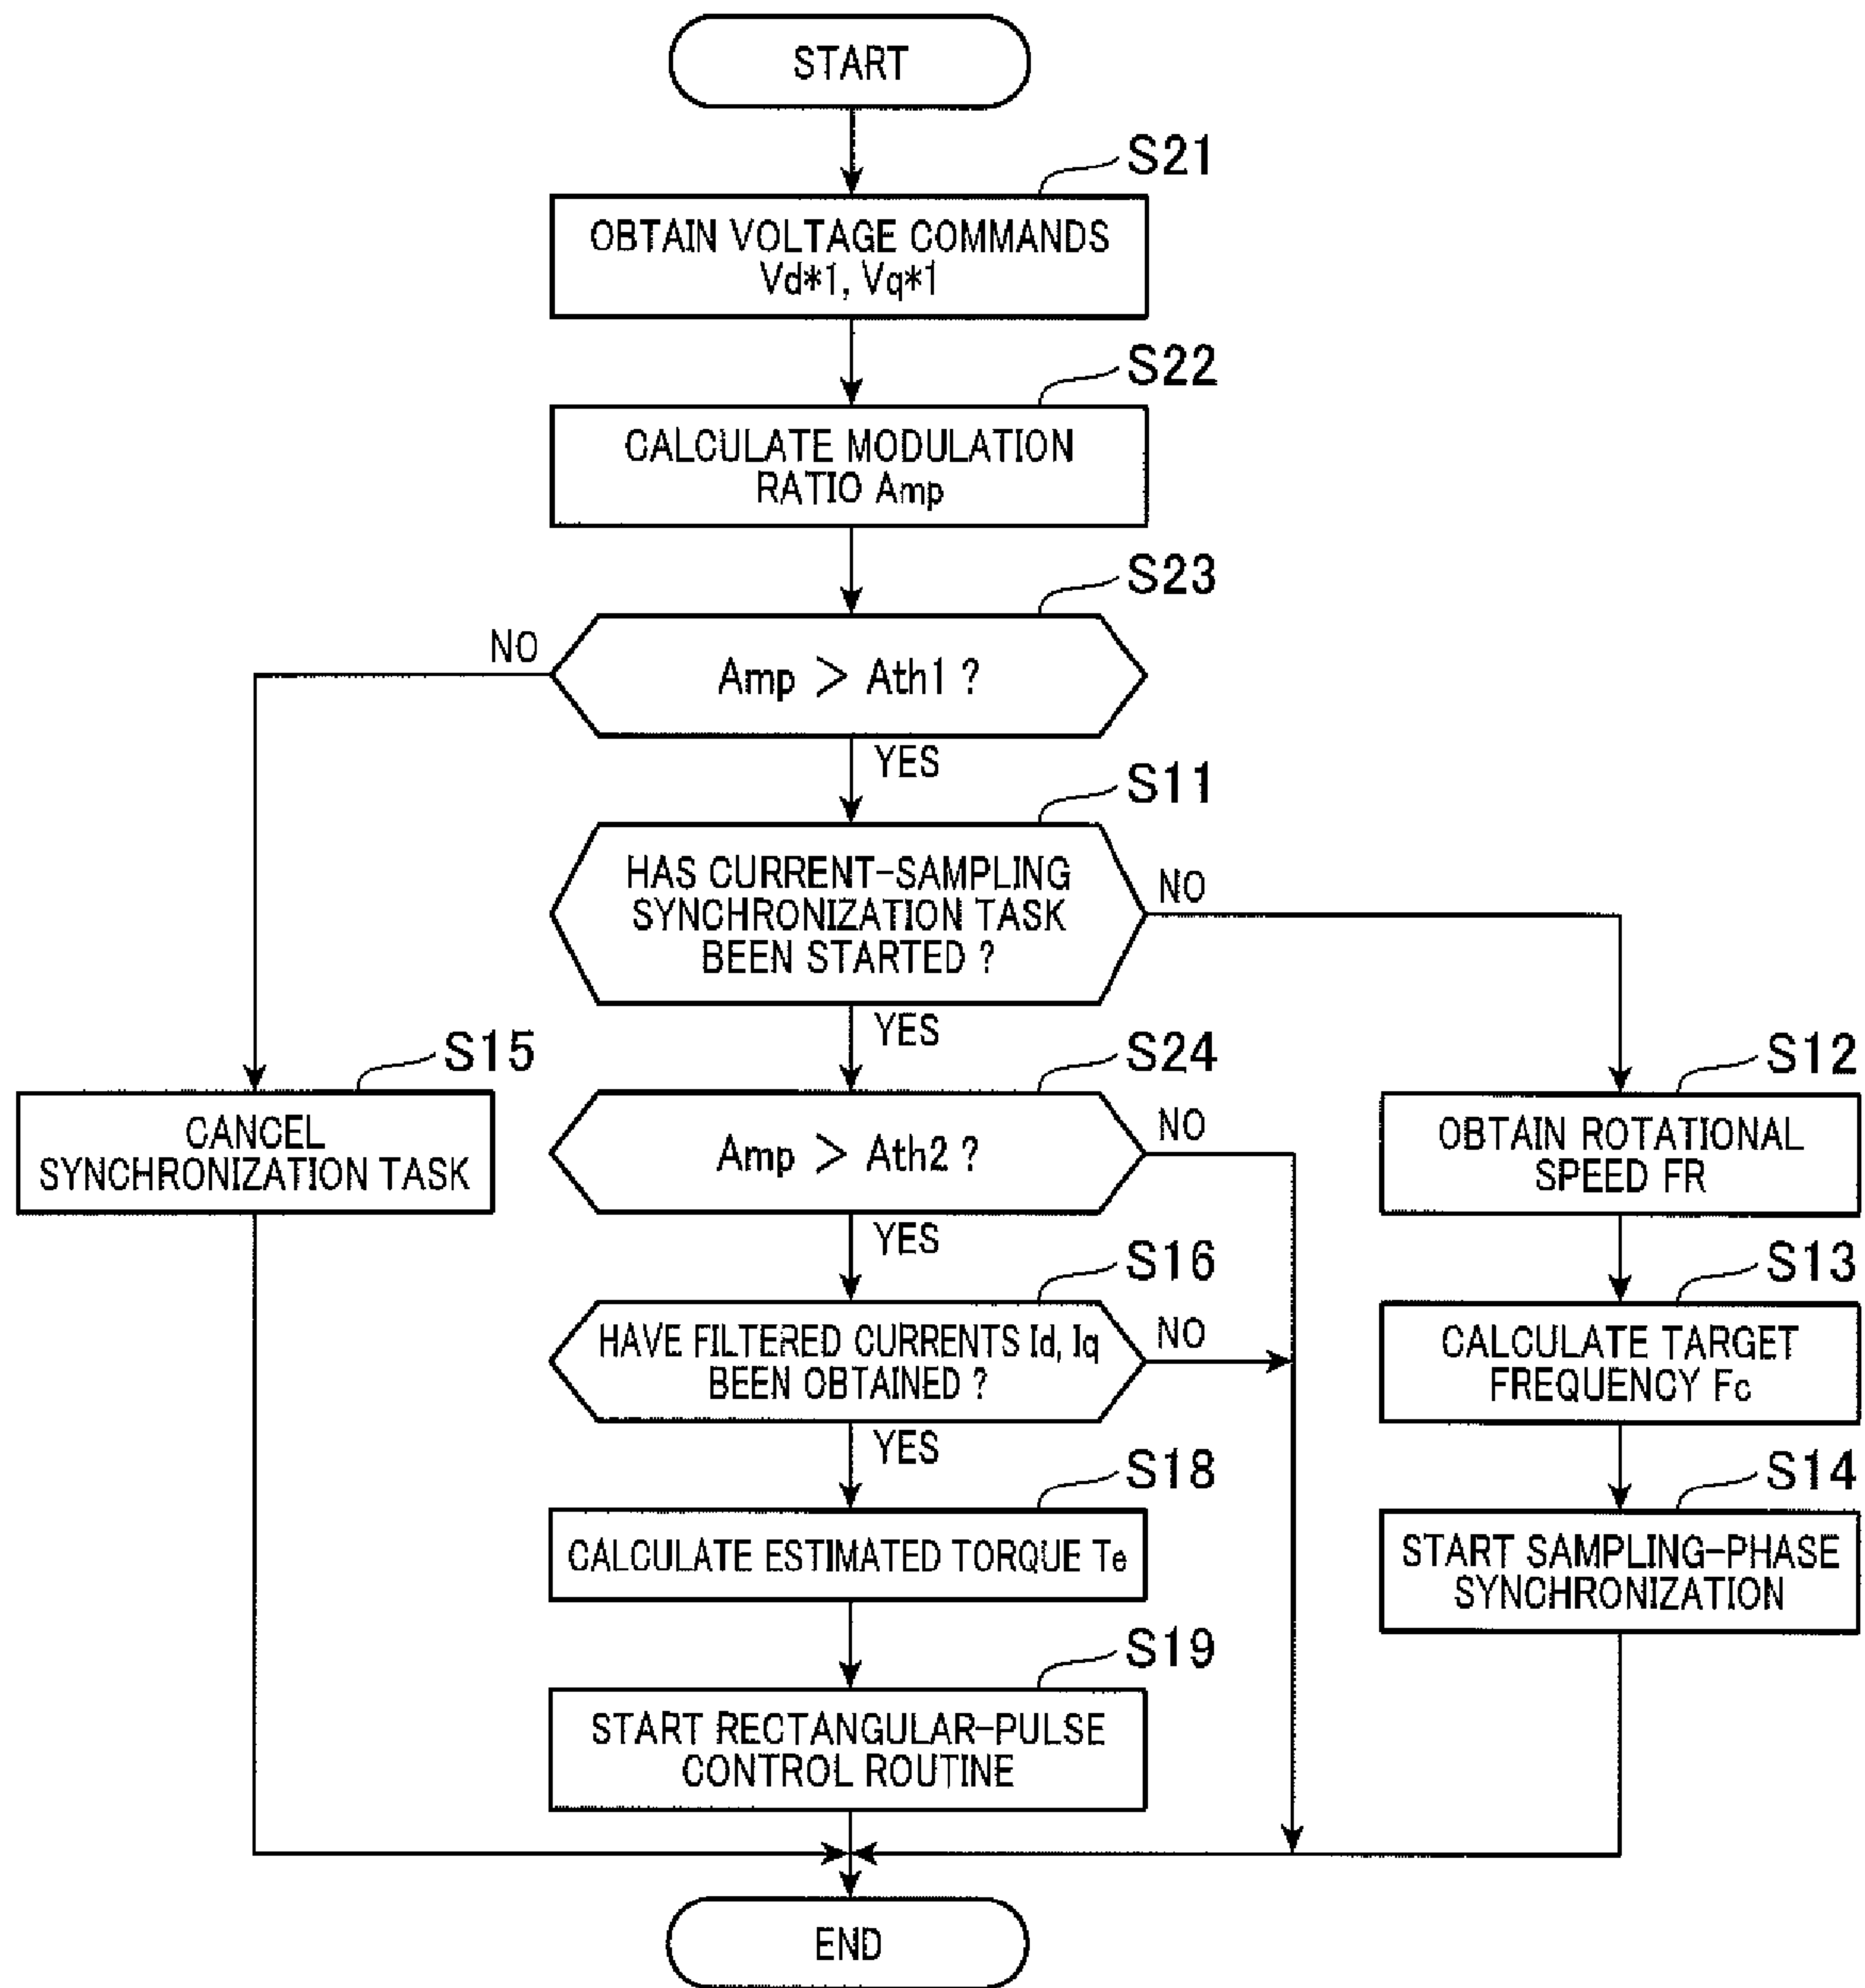 START
S21
OBTAIN VOLTAGE COMMANDS
Vd*1, Vq*1
S22
CALCULATE MODULATION
RATIO Amp
S23
Amp > Ath1 ?
NO
YES
S11
HAS CURRENT-SAMPLING
SYNCHRONIZATION TASK
BEEN STARTED ?
NO
YES
S15
CANCEL
SYNCHRONIZATION TASK
S24
Amp > Ath2 ?
NO
YES
S12
OBTAIN ROTATIONAL
SPEED FR
S16
HAVE FILTERED CURRENTS Id, Iq
BEEN OBTAINED ?
NO
YES
S13
CALCULATE TARGET
FREQUENCY Fc
S18
CALCULATE ESTIMATED TORQUE Te
S14
START SAMPLING-PHASE
SYNCHRONIZATION
S19
START RECTANGULAR-PULSE
CONTROL ROUTINE
END